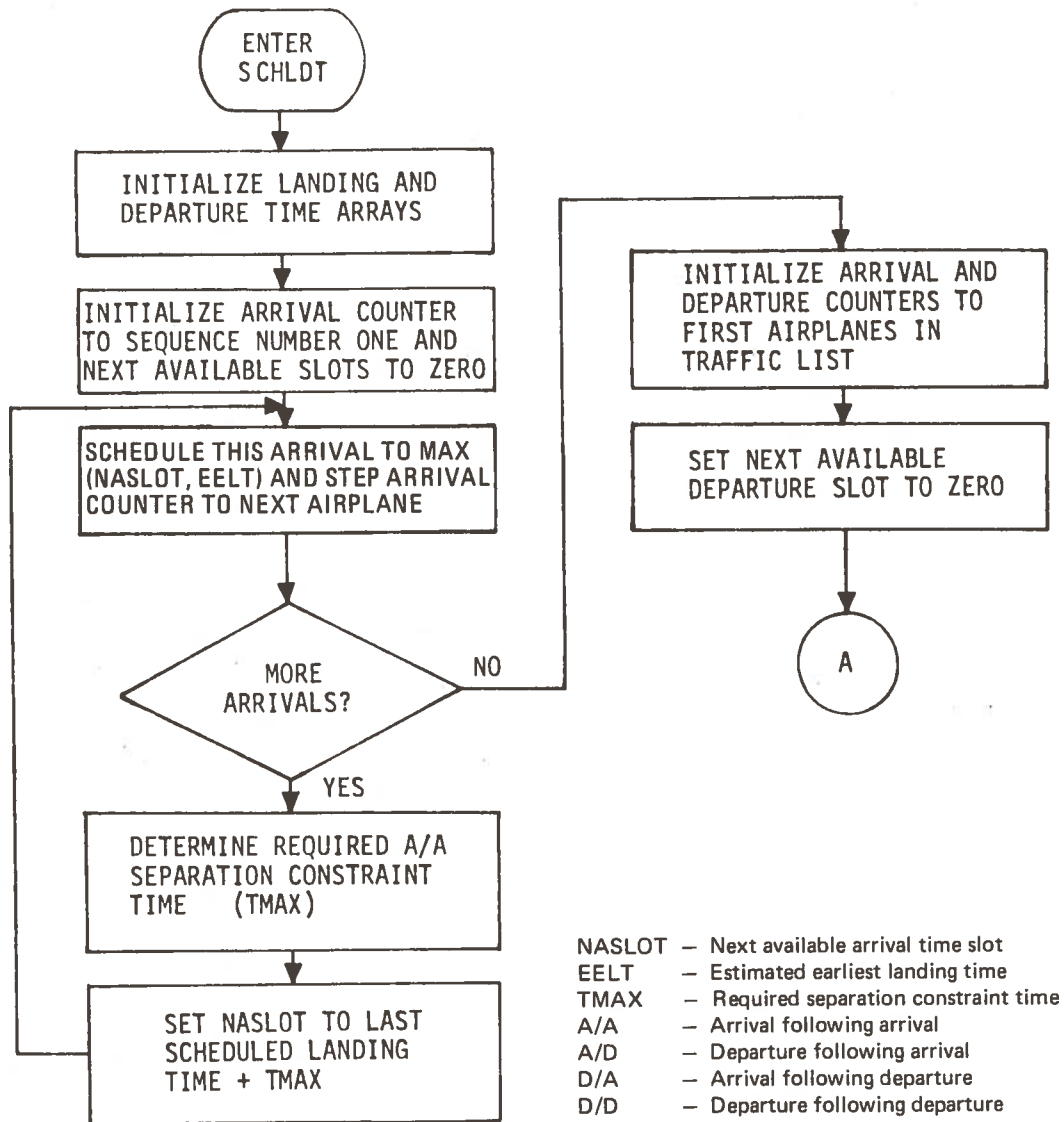 ENTER
SCHLDT
INITIALIZE LANDING AND
DEPARTURE TIME ARRAYS
INITIALIZE ARRIVAL COUNTER
TO SEQUENCE NUMBER ONE AND
NEXT AVAILABLE SLOTS TO ZERO
SCHEDULE THIS ARRIVAL TO MAX
(NASLOT, EELT) AND STEP ARRIVAL
COUNTER TO NEXT AIRPLANE
MORE
ARRIVALS?
NO
YES
DETERMINE REQUIRED A/A
SEPARATION CONSTRAINT
TIME (TMAX)
SET NASLOT TO LAST
SCHEDULED LANDING
TIME + TMAX
INITIALIZE ARRIVAL AND
DEPARTURE COUNTERS TO
FIRST AIRPLANES IN
TRAFFIC LIST
SET NEXT AVAILABLE
DEPARTURE SLOT TO ZERO
A
NASLOT – Next available arrival time slot
EELT – Estimated earliest landing time
TMAX – Required separation constraint time
A/A – Arrival following arrival
A/D – Departure following arrival
D/A – Arrival following departure
D/D – Departure following departure